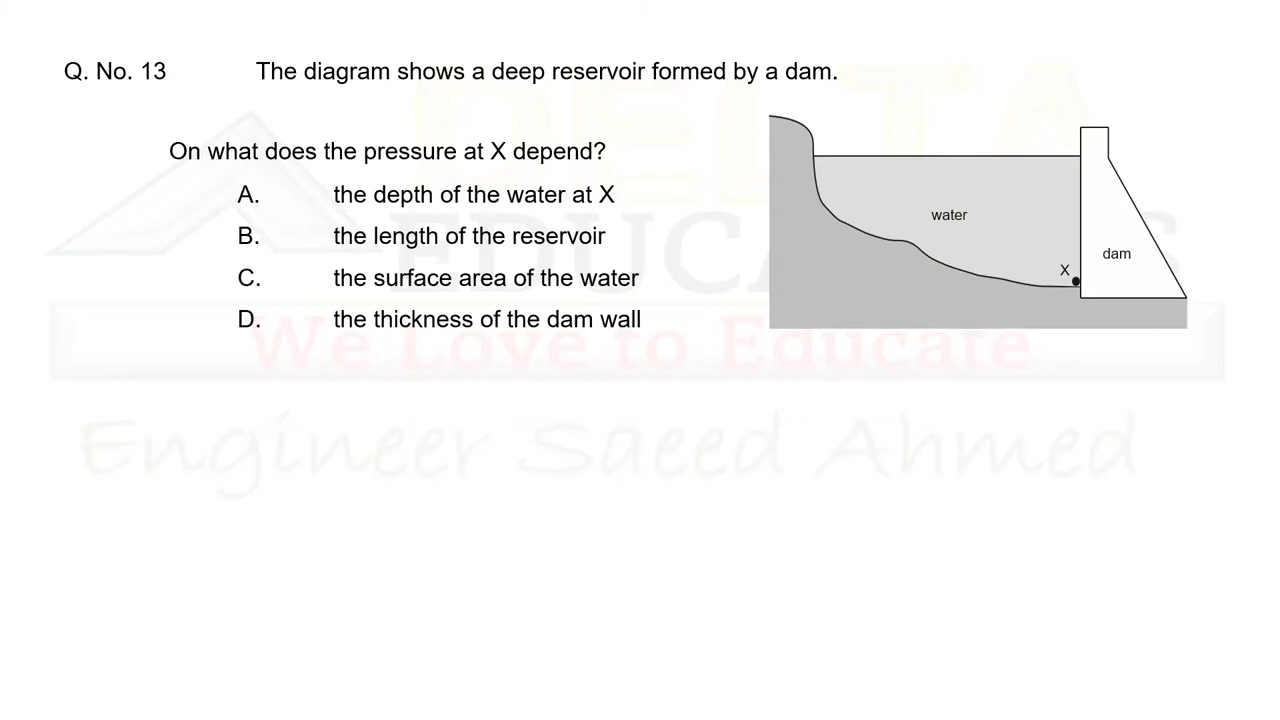 Q. No. 13 The diagram shows a deep reservoir formed by a dam.
On what does the pressure at X depend?
A. the depth of the water at X
B. the length of the reservoir
C. the surface area of the water
D. the thickness of the dam wall
water
X
dam
DELTA
EDUCATORS
We Love to Educate
Engineer Saeed Ahmed